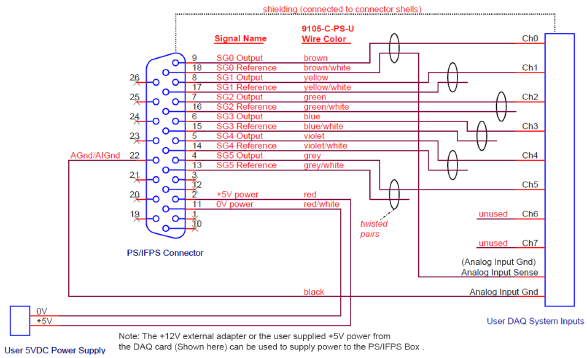 shielding (connected to connector shells)
Signal Name
9105-C-PS-U
Wire Color
9 SG0 Output brown Ch0
18 SG0 Reference brown/white
26 8 SG1 Output yellow Ch1
17 SG1 Reference yellow/white
25 7 SG2 Output green Ch2
16 SG2 Reference green/white
24 6 SG3 Output blue Ch3
15 SG3 Reference blue/white
23 5 SG4 Output violet Ch4
14 SG4 Reference violet/white
AGnd/AIGnd 22 4 SG5 Output grey Ch5
13 SG5 Reference grey/white
21 3
12
20 2 +5V power red
11 0V power red/white
19 1
10
unused Ch6
twisted
pairs
unused Ch7
PS/IFPS Connector
(Analog Input Gnd)
Analog Input Sense
black Analog Input Gnd
0V
+5V
User DAQ System Inputs
User 5VDC Power Supply
Note: The +12V external adapter or the user supplied +5V power from
the DAQ card (Shown here) can be used to supply power to the PS/IFPS Box .